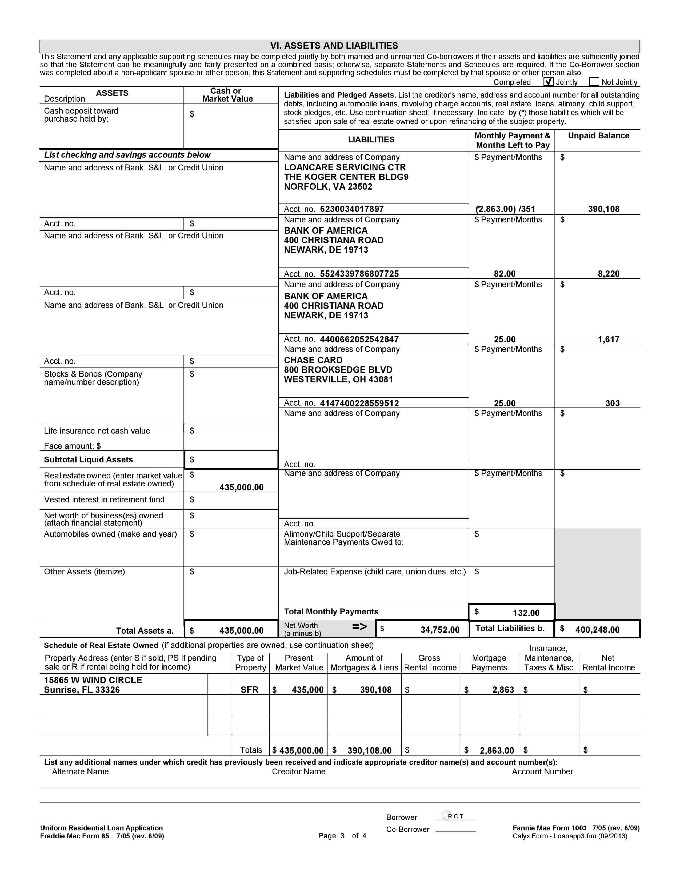 VI. ASSETS AND LIABILITIES
This Statement and any applicable supporting schedules may be completed jointly by both married and unmarried Co-borrowers if their assets and liabilities are sufficiently joined
so that the Statement can be meaningfully and fairly presented on a combined basis; otherwise, separate Statements and Schedules are required. If the Co-Borrower section
was completed about a non-applicant spouse or other person, this Statement and supporting schedules must be completed by that spouse or other person also.
Completed ✓ Jointly Not Jointly
ASSETS
Description
Cash or
Market Value
Cash deposit toward
purchase held by:
$
Liabilities and Pledged Assets. List the creditor's name, address and account number for all outstanding
debts, including automobile loans, revolving charge accounts, real estate loans, alimony, child support,
stock pledges, etc. Use continuation sheet, if necessary. Indicate by (*) those liabilities which will be
satisfied upon sale of real estate owned or upon refinancing of the subject property.
LIABILITIES
Monthly Payment &
Months Left to Pay
Unpaid Balance
List checking and savings accounts below
Name and address of Bank, S&L, or Credit Union
Acct. no. $
Name and address of Bank, S&L, or Credit Union
Acct. no. $
Name and address of Bank, S&L, or Credit Union
Acct. no. $
Stocks & Bonds (Company
name/number description)
$
Life insurance net cash value $
Face amount: $
Subtotal Liquid Assets $
Real estate owned (enter market value
from schedule of real estate owned)
$
435,000.00
Vested interest in retirement fund $
Net worth of business(es) owned
(attach financial statement)
$
Automobiles owned (make and year) $
Other Assets (itemize) $
Total Assets a. $ 435,000.00
Name and address of Company $ Payment/Months $
LOANCARE SERVICING CTR
THE KOGER CENTER BLDG9
NORFOLK, VA 23502
Acct. no. 6230034017897 (2,863.00) /351 390,108
Name and address of Company $ Payment/Months $
BANK OF AMERICA
400 CHRISTIANA ROAD
NEWARK, DE 19713
Acct. no. 5524339786807725 82.00 8,220
Name and address of Company $ Payment/Months $
BANK OF AMERICA
400 CHRISTIANA ROAD
NEWARK, DE 19713
Acct. no. 4400662052542847 25.00 1,617
Name and address of Company $ Payment/Months $
CHASE CARD
800 BROOKSEDGE BLVD
WESTERVILLE, OH 43081
Acct. no. 4147400228559512 25.00 303
Name and address of Company $ Payment/Months $
Acct. no.
Name and address of Company $ Payment/Months $
Acct. no.
Alimony/Child Support/Separate
Maintenance Payments Owed to:
$
Job-Related Expense (child care, union dues, etc.) $
Total Monthly Payments $ 132.00
Net Worth
(a minus b)
=> $ 34,752.00 Total Liabilities b. $ 400,248.00
Schedule of Real Estate Owned (if additional properties are owned, use continuation sheet)
Property Address (enter S if sold, PS if pending
sale or R if rental being held for income)
Type of
Property
Present
Market Value
Amount of
Mortgages & Liens
Gross
Rental Income
Mortgage
Payments
Insurance,
Maintenance,
Taxes & Misc.
Net
Rental Income
15865 W WIND CIRCLE
Sunrise, FL 33326 SFR $ 435,000 $ 390,108 $ 2,863 $ $
Totals $ 435,000.00 $ 390,108.00 $ $ 2,863.00 $ $
List any additional names under which credit has previously been received and indicate appropriate creditor name(s) and account number(s):
Alternate Name Creditor Name Account Number
Borrower RCT
Co-Borrower
Uniform Residential Loan Application
Freddie Mac Form 65 7/05 (rev. 6/09)
Page 3 of 4
Fannie Mae Form 1003 7/05 (rev. 6/09)
Calyx Form - Loanapp3.frm (09/2013)